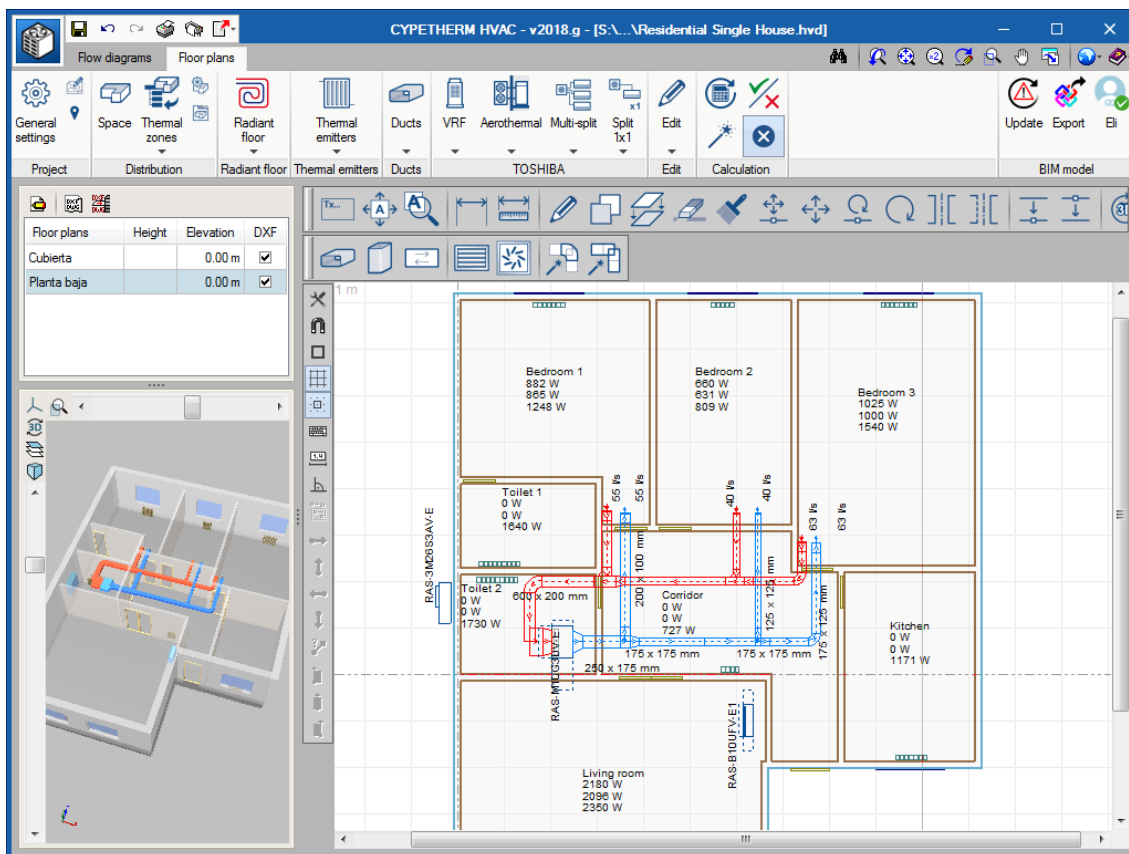 CYPETHERM HVAC - v2018.g - [S:\...\Residential Single House.hvd]
Flow diagrams
Floor plans
General settings
Space
Thermal zones
Radiant floor
Thermal emitters
Ducts
VRF
Aerothermal
Multi-split
x1
Split 1x1
Edit
Update
Export
Eli
Project
Distribution
Radiant floor
Thermal emitters
Ducts
TOSHIBA
Edit
Calculation
BIM model
Tx...
A
A
3D
Floor plans Height Elevation DXF
Cubierta 0.00 m
Planta baja 0.00 m
1 m
3D
1.4
Bedroom 1
882 W
865 W
1248 W
Bedroom 2
660 W
631 W
809 W
Bedroom 3
1025 W
1000 W
1540 W
Toilet 1
0 W
0 W
1640 W
55 l/s
55 l/s
40 l/s
40 l/s
63 l/s
63 l/s
RAS-3M26S3AV-E
Toilet 2
0 W
0 W
1730 W
600 x 200 mm
200 x 100 mm
Corridor
0 W
0 W
727 W
125 x 125 mm
175 x 125 mm
175 x 175 mm
175 x 175 mm
250 x 175 mm
Kitchen
0 W
0 W
1171 W
RAS-B10UFV-E1
Living room
2180 W
2096 W
2350 W